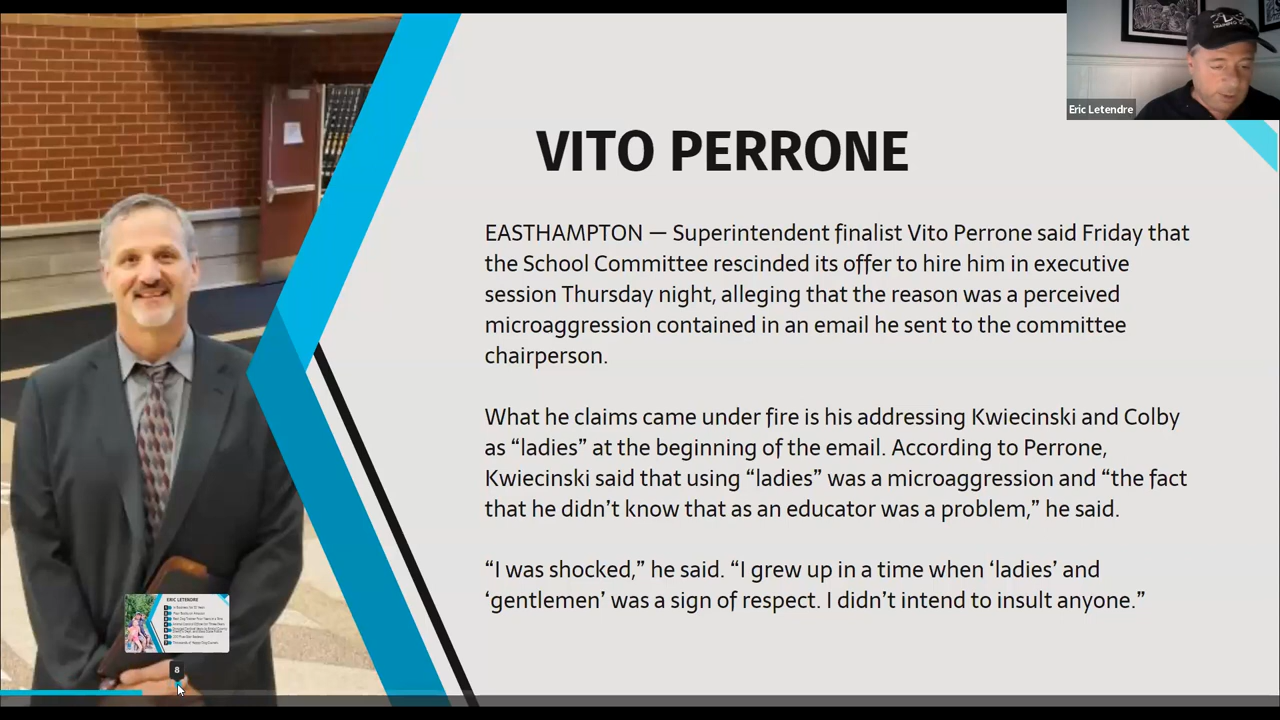 Eric Letendre
VITO PERRONE
EASTHAMPTON — Superintendent finalist Vito Perrone said Friday that
the School Committee rescinded its offer to hire him in executive
session Thursday night, alleging that the reason was a perceived
microaggression contained in an email he sent to the committee
chairperson.
What he claims came under fire is his addressing Kwiecinski and Colby
as “ladies” at the beginning of the email. According to Perrone,
Kwiecinski said that using “ladies” was a microaggression and “the fact
that he didn’t know that as an educator was a problem,” he said.
“I was shocked,” he said. “I grew up in a time when ‘ladies’ and
‘gentlemen’ was a sign of respect. I didn’t intend to insult anyone.”
ERIC LETENDRE
8